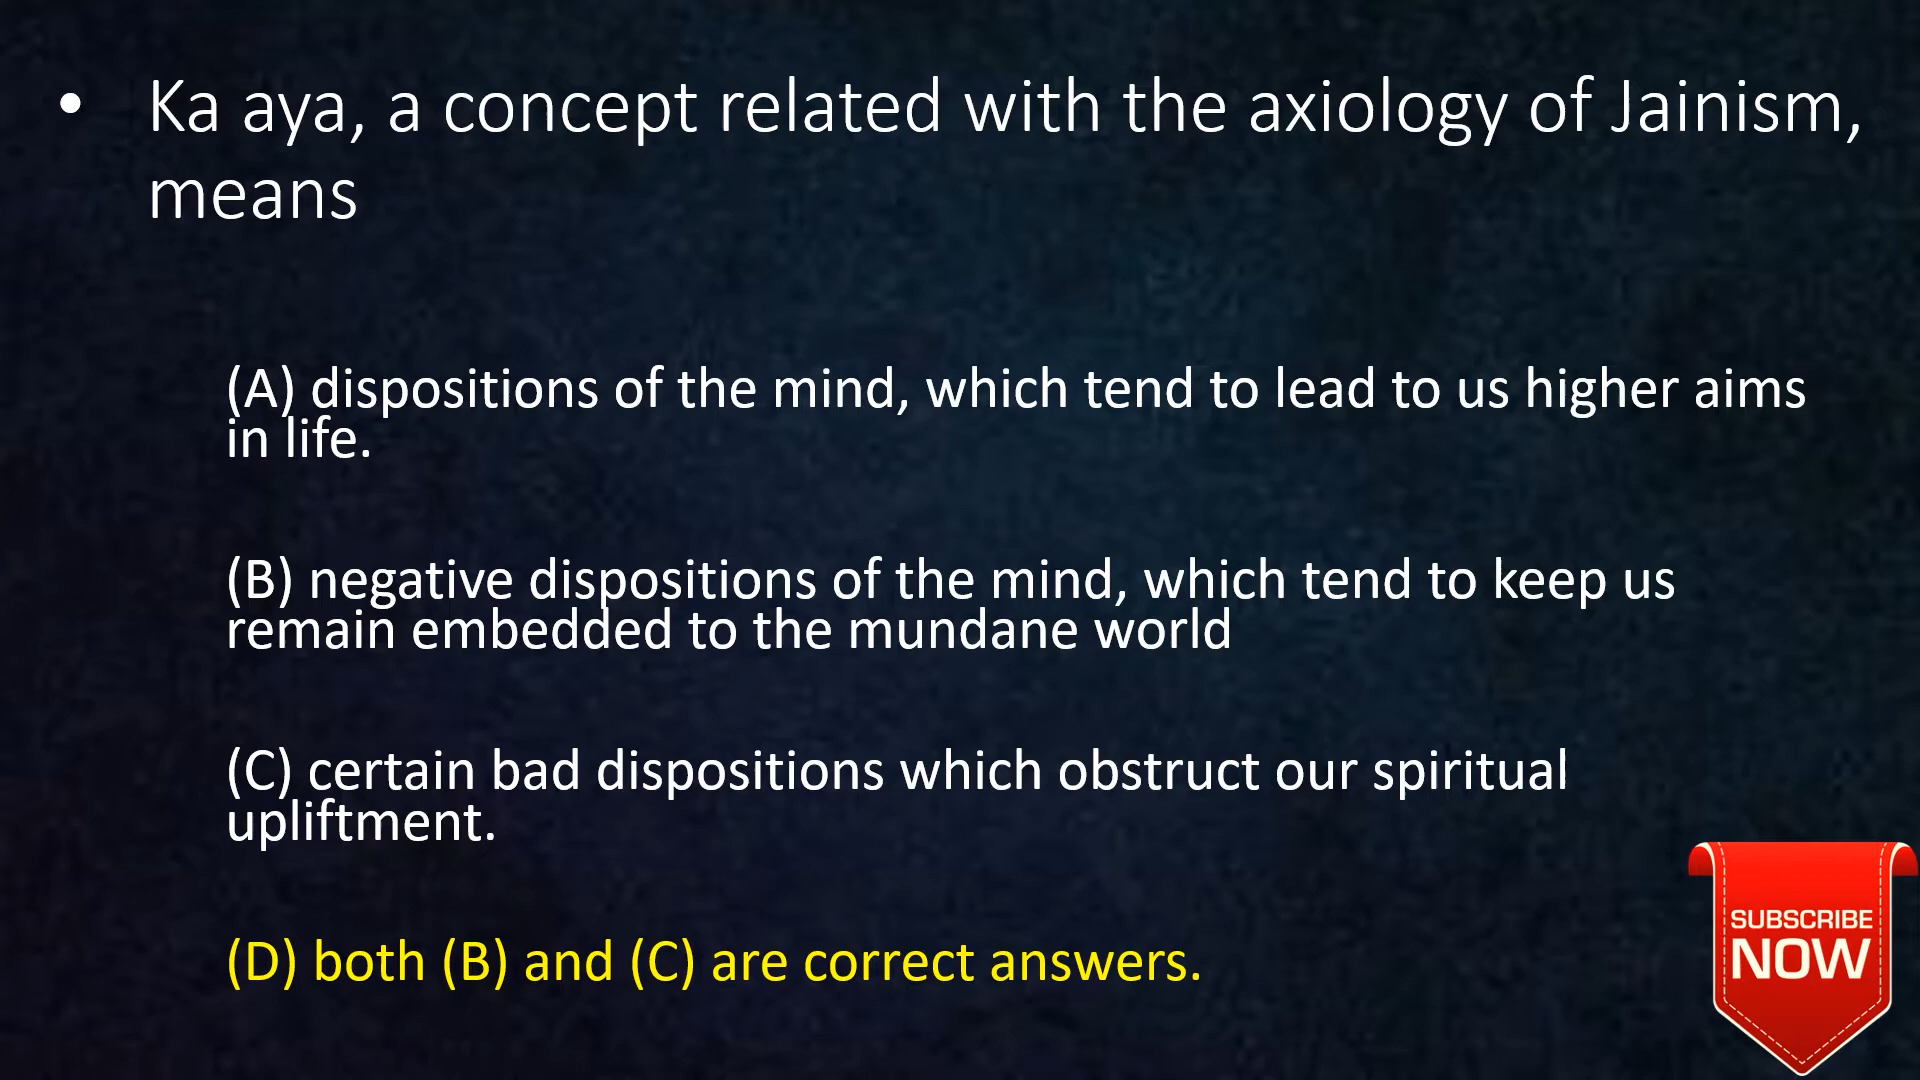 • Ka aya, a concept related with the axiology of Jainism,
means
(A) dispositions of the mind, which tend to lead to us higher aims
in life.
(B) negative dispositions of the mind, which tend to keep us
remain embedded to the mundane world
(C) certain bad dispositions which obstruct our spiritual
upliftment.
(D) both (B) and (C) are correct answers.
SUBSCRIBE
NOW